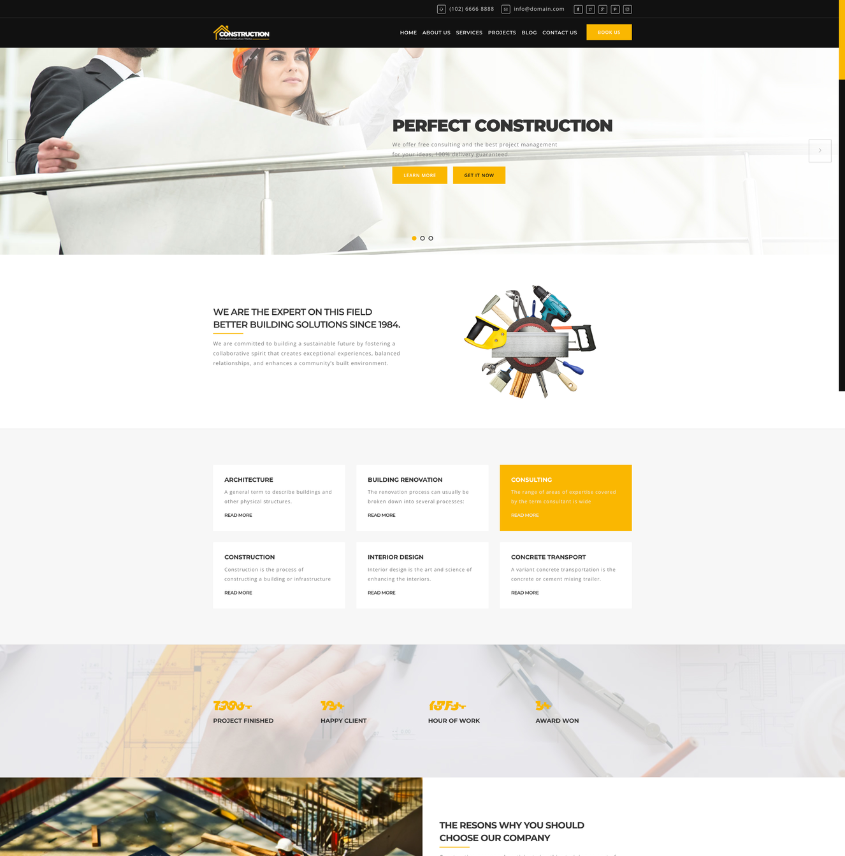 (102) 6666 8888 info@domain.com
CONSTRUCTION
HOME ABOUT US SERVICES PROJECTS BLOG CONTACT US BOOK US
PERFECT CONSTRUCTION
We offer free consulting and the best project management
for your ideas, 100% delivery guaranteed.
LEARN MORE GET IT NOW
WE ARE THE EXPERT ON THIS FIELD
BETTER BUILDING SOLUTIONS SINCE 1984.
We are committed to building a sustainable future by fostering a
collaborative spirit that creates exceptional experiences, balanced
relationships, and enhances a community's built environment.
ARCHITECTURE
A general term to describe buildings and
other physical structures.
READ MORE
BUILDING RENOVATION
The renovation process can usually be
broken down into several processes.
READ MORE
CONSULTING
The range of areas of expertise covered
by the term consultant is wide.
READ MORE
CONSTRUCTION
Construction is the process of
constructing a building or infrastructure
READ MORE
INTERIOR DESIGN
Interior design is the art and science of
enhancing the interiors.
READ MORE
CONCRETE TRANSPORT
A variant concrete transportation is the
concrete or cement mixing trailer.
READ MORE
PROJECT FINISHED
HAPPY CLIENT
HOUR OF WORK
AWARD WON
THE RESONS WHY YOU SHOULD
CHOOSE OUR COMPANY